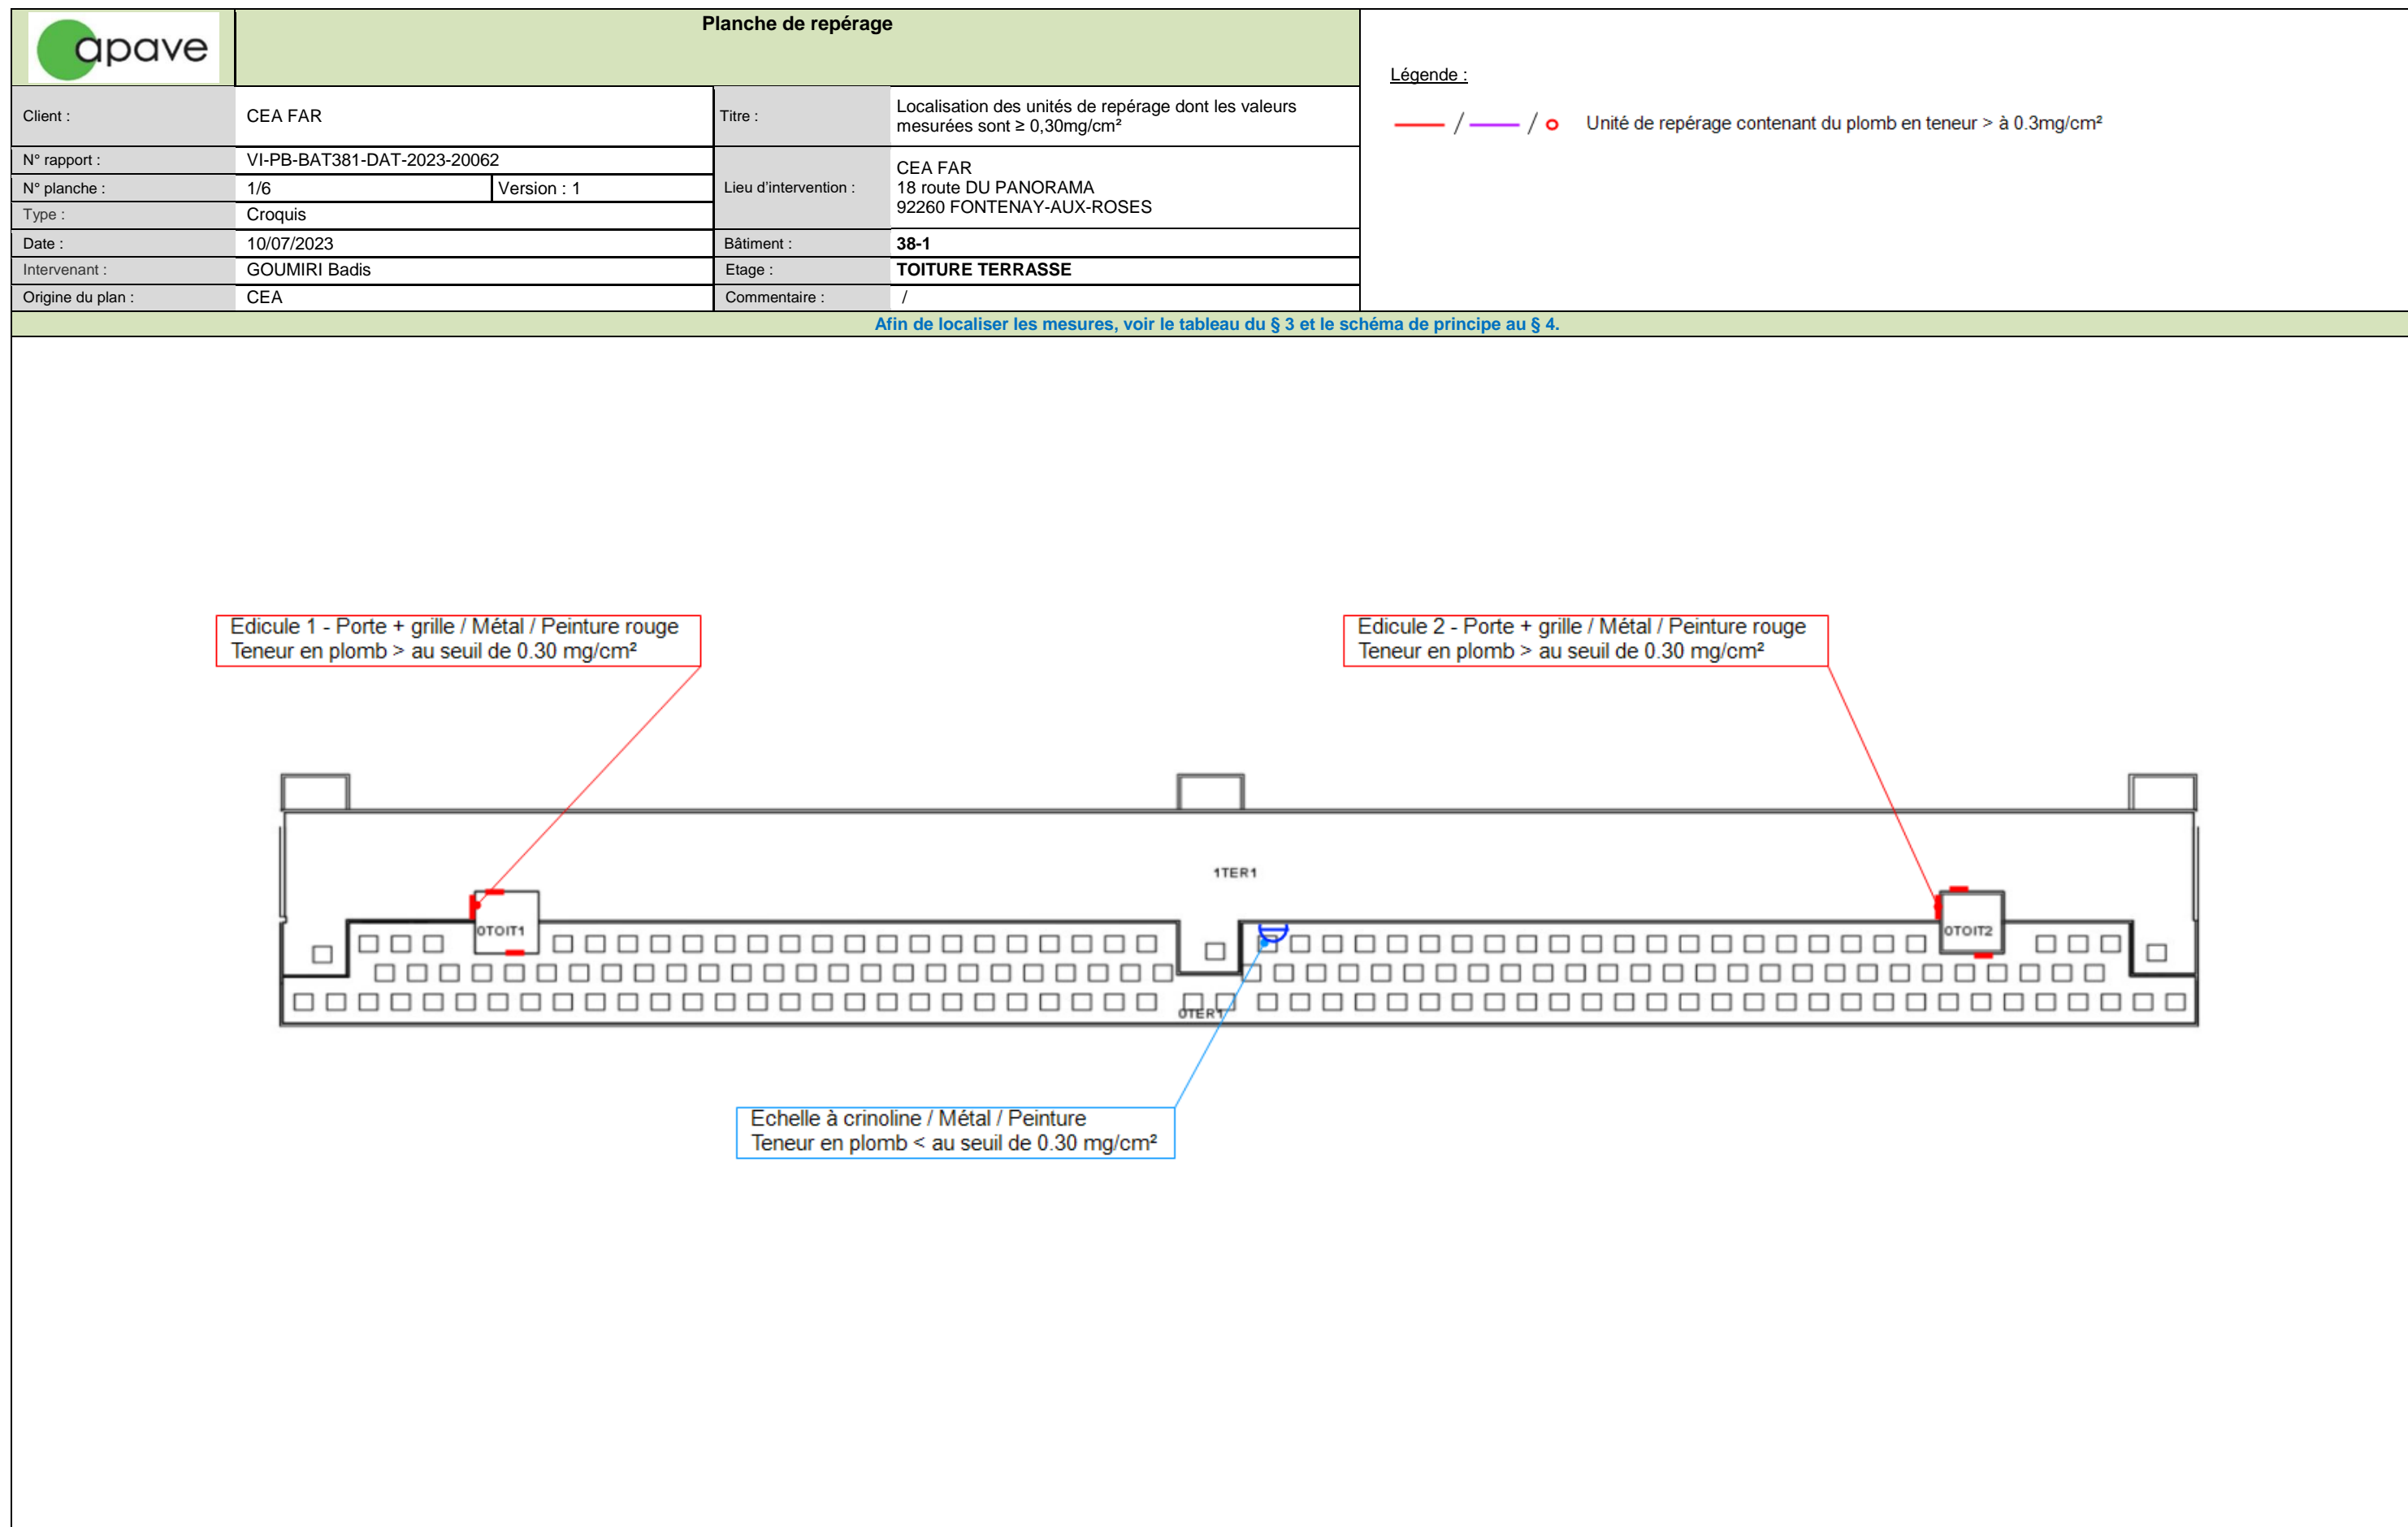 apave
Planche de repérage
Client :
CEA FAR
Titre :
Localisation des unités de repérage dont les valeurs
mesurées sont ≥ 0,30mg/cm²
N° rapport :
VI-PB-BAT381-DAT-2023-20062
Lieu d'intervention :
CEA FAR
18 route DU PANORAMA
92260 FONTENAY-AUX-ROSES
N° planche :
1/6
Version : 1
Type :
Croquis
Date :
10/07/2023
Bâtiment :
38-1
Intervenant :
GOUMIRI Badis
Etage :
TOITURE TERRASSE
Origine du plan :
CEA
Commentaire :
/
Légende :
/ / Unité de repérage contenant du plomb en teneur > à 0.3mg/cm²
Afin de localiser les mesures, voir le tableau du § 3 et le schéma de principe au § 4.
Edicule 1 - Porte + grille / Métal / Peinture rouge
Teneur en plomb > au seuil de 0.30 mg/cm²
Edicule 2 - Porte + grille / Métal / Peinture rouge
Teneur en plomb > au seuil de 0.30 mg/cm²
1TER1
0TOIT1
0TOIT2
0TER1
Echelle à crinoline / Métal / Peinture
Teneur en plomb < au seuil de 0.30 mg/cm²